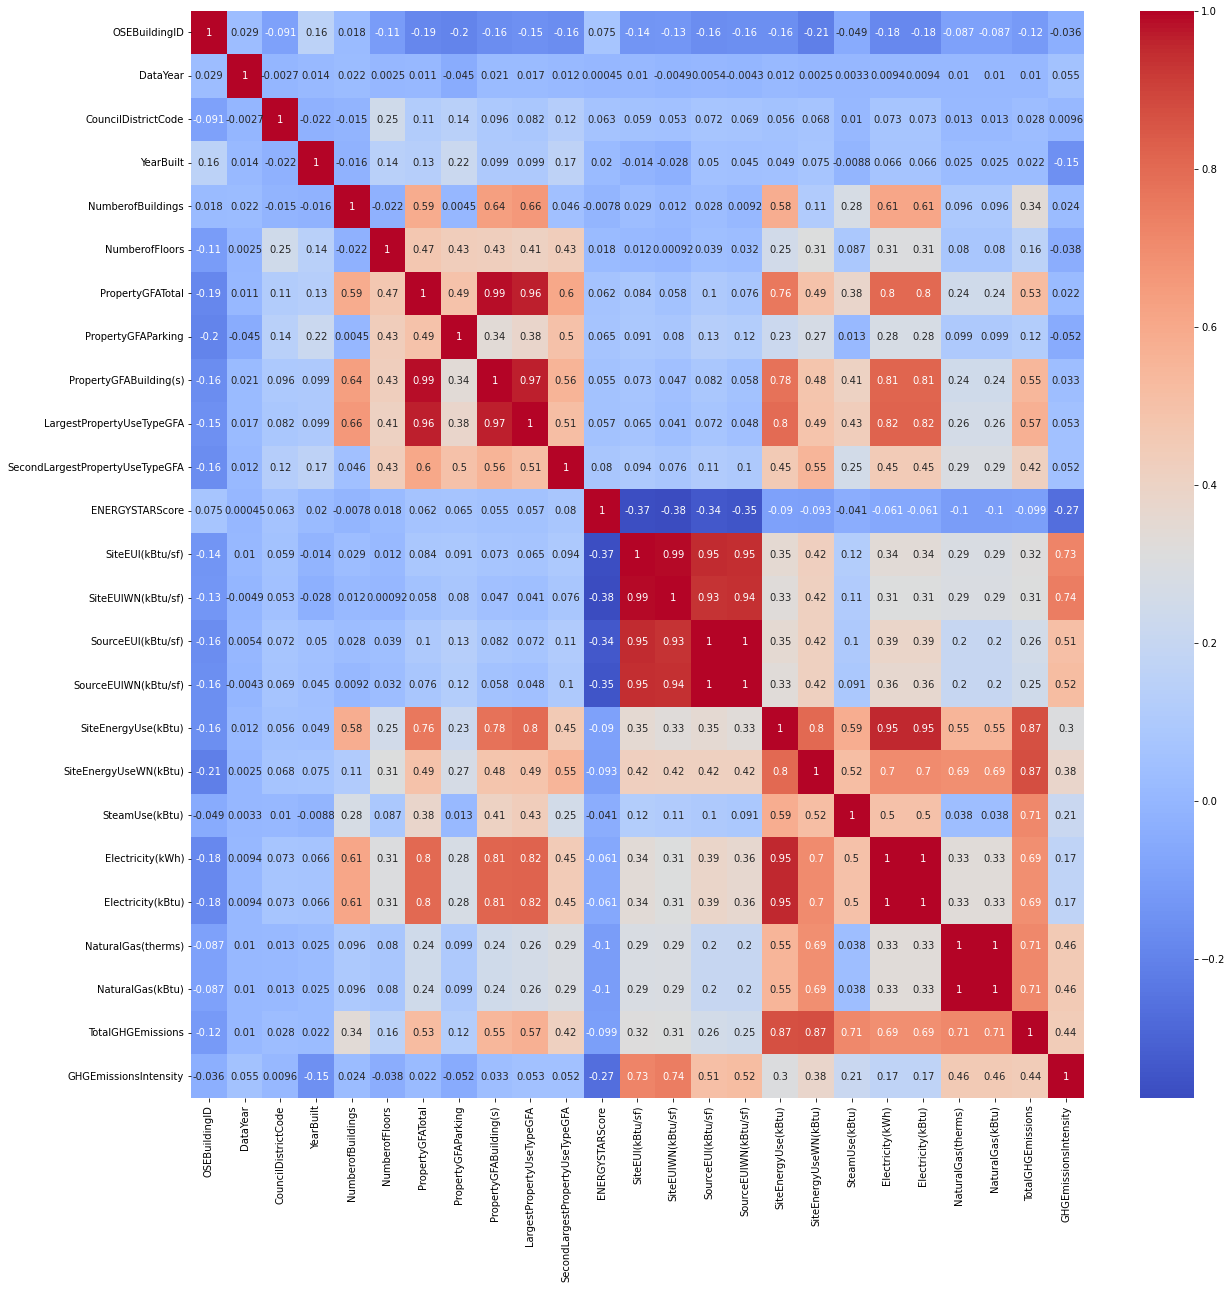 OSEBuildingID 1 0.029 -0.091 0.16 0.018 -0.11 -0.19 -0.2 -0.16 -0.15 -0.16 0.075 -0.14 -0.13 -0.16 -0.16 -0.16 -0.21 -0.049 -0.18 -0.18 -0.087 -0.087 -0.12 -0.036
DataYear 0.029 1 -0.0027 0.014 0.022 0.0025 0.011 -0.045 0.021 0.017 0.012 0.00045 0.01 -0.0049 0.0054 -0.0043 0.012 0.0025 0.0033 0.0094 0.0094 0.01 0.01 0.01 0.055
CouncilDistrictCode -0.091 -0.0027 1 -0.022 -0.015 0.25 0.11 0.14 0.096 0.082 0.12 0.063 0.059 0.053 0.072 0.069 0.056 0.068 0.01 0.073 0.073 0.013 0.013 0.028 0.0096
YearBuilt 0.16 0.014 -0.022 1 -0.016 0.14 0.13 0.22 0.099 0.099 0.17 0.02 -0.014 -0.028 0.05 0.045 0.049 0.075 -0.0088 0.066 0.066 0.025 0.025 0.022 -0.15
NumberofBuildings 0.018 0.022 -0.015 -0.016 1 -0.022 0.59 0.0045 0.64 0.66 0.046 -0.0078 0.029 0.012 0.028 0.0092 0.58 0.11 0.28 0.61 0.61 0.096 0.096 0.34 0.024
NumberofFloors -0.11 0.0025 0.25 0.14 -0.022 1 0.47 0.43 0.43 0.41 0.43 0.018 0.012 0.00092 0.039 0.032 0.25 0.31 0.087 0.31 0.31 0.08 0.08 0.16 -0.038
PropertyGFATotal -0.19 0.011 0.11 0.13 0.59 0.47 1 0.49 0.99 0.96 0.6 0.062 0.084 0.058 0.1 0.076 0.76 0.49 0.38 0.8 0.8 0.24 0.24 0.53 0.022
PropertyGFAParking -0.2 -0.045 0.14 0.22 0.0045 0.43 0.49 1 0.34 0.38 0.5 0.065 0.091 0.08 0.13 0.12 0.23 0.27 0.013 0.28 0.28 0.099 0.099 0.12 -0.052
PropertyGFABuilding(s) -0.16 0.021 0.096 0.099 0.64 0.43 0.99 0.34 1 0.97 0.56 0.055 0.073 0.047 0.082 0.058 0.78 0.48 0.41 0.81 0.81 0.24 0.24 0.55 0.033
LargestPropertyUseTypeGFA -0.15 0.017 0.082 0.099 0.66 0.41 0.96 0.38 0.97 1 0.51 0.057 0.065 0.041 0.072 0.048 0.8 0.49 0.43 0.82 0.82 0.26 0.26 0.57 0.053
SecondLargestPropertyUseTypeGFA -0.16 0.012 0.12 0.17 0.046 0.43 0.6 0.5 0.56 0.51 1 0.08 0.094 0.076 0.11 0.1 0.45 0.55 0.25 0.45 0.45 0.29 0.29 0.42 0.052
ENERGYSTARScore 0.075 0.00045 0.063 0.02 -0.0078 0.018 0.062 0.065 0.055 0.057 0.08 1 -0.37 -0.38 -0.34 -0.35 -0.09 -0.093 -0.041 -0.061 -0.061 -0.1 -0.1 -0.099 -0.27
SiteEUI(kBtu/sf) -0.14 0.01 0.059 -0.014 0.029 0.012 0.084 0.091 0.073 0.065 0.094 -0.37 1 0.99 0.95 0.95 0.35 0.42 0.12 0.34 0.34 0.29 0.29 0.32 0.73
SiteEUIWN(kBtu/sf) -0.13 -0.0049 0.053 -0.028 0.012 0.00092 0.058 0.08 0.047 0.041 0.076 -0.38 0.99 1 0.93 0.94 0.33 0.42 0.11 0.31 0.31 0.29 0.29 0.31 0.74
SourceEUI(kBtu/sf) -0.16 0.0054 0.072 0.05 0.028 0.039 0.1 0.13 0.082 0.072 0.11 -0.34 0.95 0.93 1 1 0.35 0.42 0.1 0.39 0.39 0.2 0.2 0.26 0.51
SourceEUIWN(kBtu/sf) -0.16 -0.0043 0.069 0.045 0.0092 0.032 0.076 0.12 0.058 0.048 0.1 -0.35 0.95 0.94 1 1 0.33 0.42 0.091 0.36 0.36 0.2 0.2 0.25 0.52
SiteEnergyUse(kBtu) -0.16 0.012 0.056 0.049 0.58 0.25 0.76 0.23 0.78 0.8 0.45 -0.09 0.35 0.33 0.35 0.33 1 0.8 0.59 0.95 0.95 0.55 0.55 0.87 0.3
SiteEnergyUseWN(kBtu) -0.21 0.0025 0.068 0.075 0.11 0.31 0.49 0.27 0.48 0.49 0.55 -0.093 0.42 0.42 0.42 0.42 0.8 1 0.52 0.7 0.7 0.69 0.69 0.87 0.38
SteamUse(kBtu) -0.049 0.0033 0.01 -0.0088 0.28 0.087 0.38 0.013 0.41 0.43 0.25 -0.041 0.12 0.11 0.1 0.091 0.59 0.52 1 0.5 0.5 0.038 0.038 0.71 0.21
Electricity(kWh) -0.18 0.0094 0.073 0.066 0.61 0.31 0.8 0.28 0.81 0.82 0.45 -0.061 0.34 0.31 0.39 0.36 0.95 0.7 0.5 1 1 0.33 0.33 0.69 0.17
Electricity(kBtu) -0.18 0.0094 0.073 0.066 0.61 0.31 0.8 0.28 0.81 0.82 0.45 -0.061 0.34 0.31 0.39 0.36 0.95 0.7 0.5 1 1 0.33 0.33 0.69 0.17
NaturalGas(therms) -0.087 0.01 0.013 0.025 0.096 0.08 0.24 0.099 0.24 0.26 0.29 -0.1 0.29 0.29 0.2 0.2 0.55 0.69 0.038 0.33 0.33 1 1 0.71 0.46
NaturalGas(kBtu) -0.087 0.01 0.013 0.025 0.096 0.08 0.24 0.099 0.24 0.26 0.29 -0.1 0.29 0.29 0.2 0.2 0.55 0.69 0.038 0.33 0.33 1 1 0.71 0.46
TotalGHGEmissions -0.12 0.01 0.028 0.022 0.34 0.16 0.53 0.12 0.55 0.57 0.42 -0.099 0.32 0.31 0.26 0.25 0.87 0.87 0.71 0.69 0.69 0.71 0.71 1 0.44
GHGEmissionsIntensity -0.036 0.055 0.0096 -0.15 0.024 -0.038 0.022 -0.052 0.033 0.053 0.052 -0.27 0.73 0.74 0.51 0.52 0.3 0.38 0.21 0.17 0.17 0.46 0.46 0.44 1
OSEBuildingID
DataYear
CouncilDistrictCode
YearBuilt
NumberofBuildings
NumberofFloors
PropertyGFATotal
PropertyGFAParking
PropertyGFABuilding(s)
LargestPropertyUseTypeGFA
SecondLargestPropertyUseTypeGFA
ENERGYSTARScore
SiteEUI(kBtu/sf)
SiteEUIWN(kBtu/sf)
SourceEUI(kBtu/sf)
SourceEUIWN(kBtu/sf)
SiteEnergyUse(kBtu)
SiteEnergyUseWN(kBtu)
SteamUse(kBtu)
Electricity(kWh)
Electricity(kBtu)
NaturalGas(therms)
NaturalGas(kBtu)
TotalGHGEmissions
GHGEmissionsIntensity
1.0
0.8
0.6
0.4
0.2
0.0
−0.2